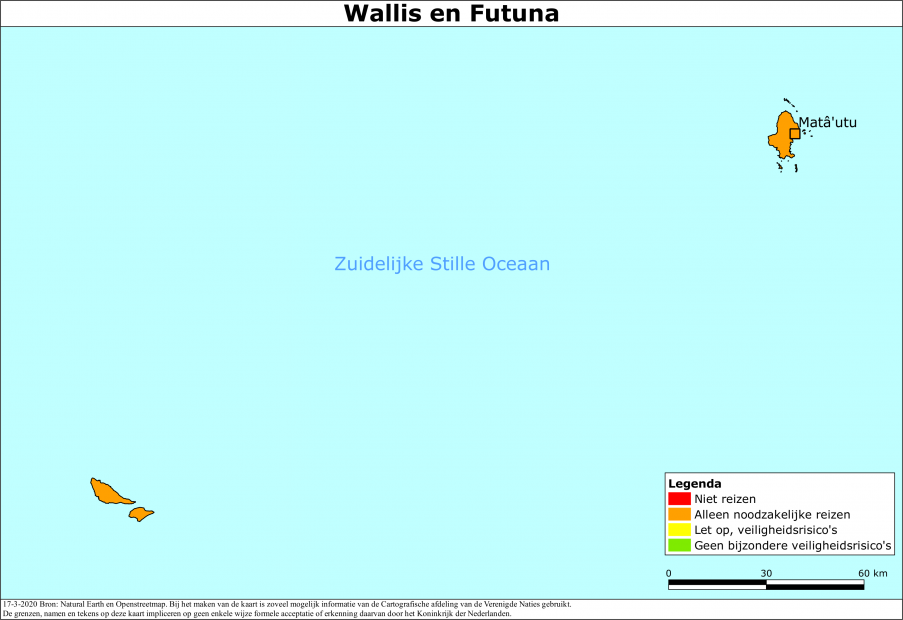 Wallis en Futuna
Matâ'utu
Zuidelijke Stille Oceaan
Legenda
Niet reizen
Alleen noodzakelijke reizen
Let op, veiligheidsrisico's
Geen bijzondere veiligheidsrisico's
0 30 60 km
17-3-2020 Bron: Natural Earth en Openstreetmap. Bij het maken van de kaart is zoveel mogelijk informatie van de Cartografische afdeling van de Verenigde Naties gebruikt.
De grenzen, namen en tekens op deze kaart impliceren op geen enkele wijze formele acceptatie of erkenning daarvan door het Koninkrijk der Nederlanden.